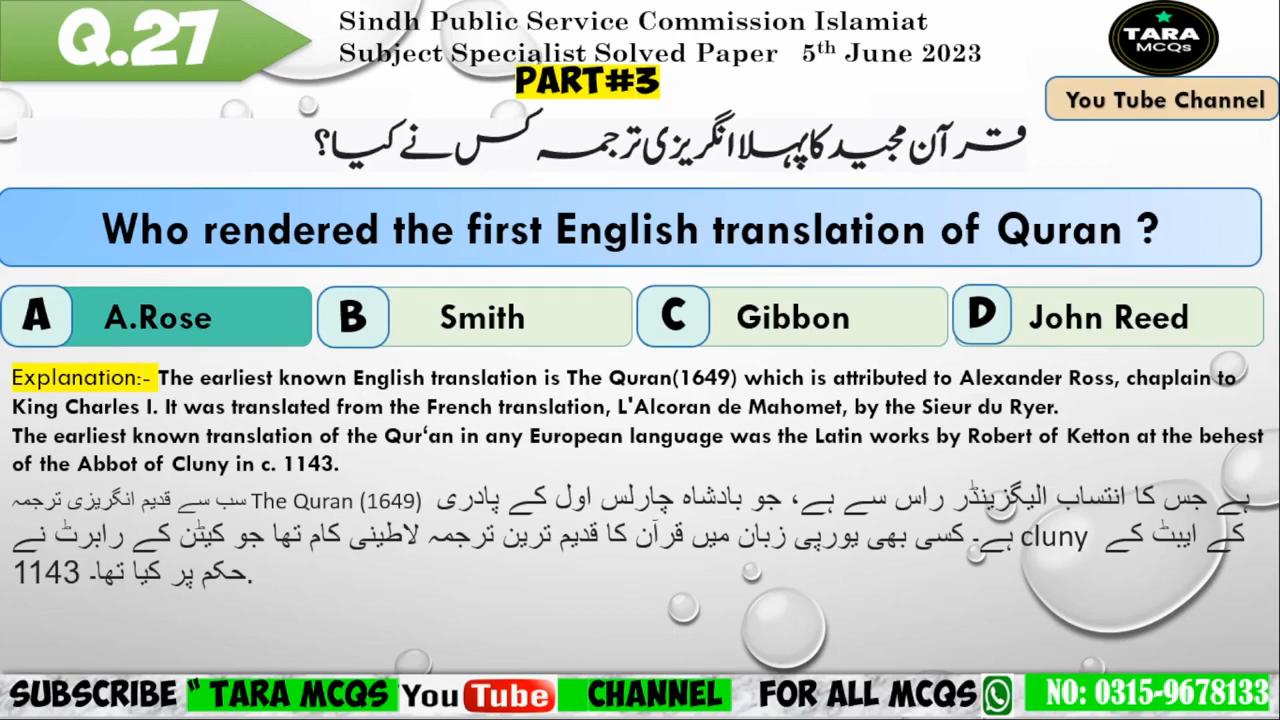 Q.27
Sindh Public Service Commission Islamiat
Subject Specialist Solved Paper 5th June 2023
PART#3
TARA
MCQs
You Tube Channel
قرآن مجید کا پہلا انگریزی ترجمہ کس نے کیا؟
Who rendered the first English translation of Quran ?
A A.Rose
B Smith
C Gibbon
D John Reed
Explanation:- The earliest known English translation is The Quran(1649) which is attributed to Alexander Ross, chaplain to
King Charles I. It was translated from the French translation, L'Alcoran de Mahomet, by the Sieur du Ryer.
The earliest known translation of the Qur‘an in any European language was the Latin works by Robert of Ketton at the behest
of the Abbot of Cluny in c. 1143.
سب سے قدیم انگریزی ترجمہ The Quran (1649) ہے جس کا انتساب الیگزینڈر راس سے ہے، جو بادشاہ چارلس اول کے پادری
ہے۔ کسی بھی یورپی زبان میں قرآن کا قدیم ترین ترجمہ لاطینی کام تھا جو کیٹن کے رابرٹ نے cluny کے ایبٹ کے
حکم پر کیا تھا۔ 1143.
SUBSCRIBE " TARA MCQS YouTube CHANNEL FOR ALL MCQS NO: 0315-9678133